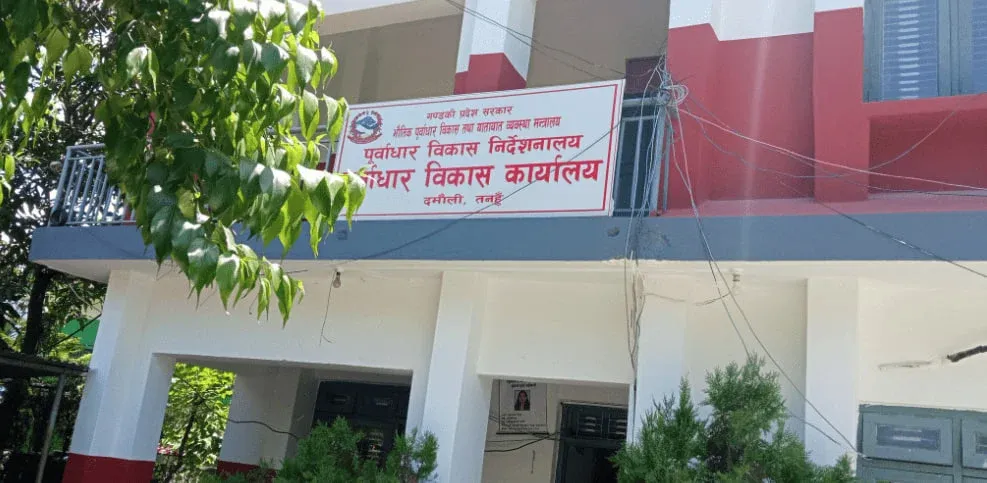 गण्डकी प्रदेश सरकार
भौतिक पूर्वाधार विकास तथा यातायात व्यवस्था मन्त्रालय
पूर्वाधार विकास निर्देशनालय
र्वाधार विकास कार्यालय
दमौली, तनहुँ